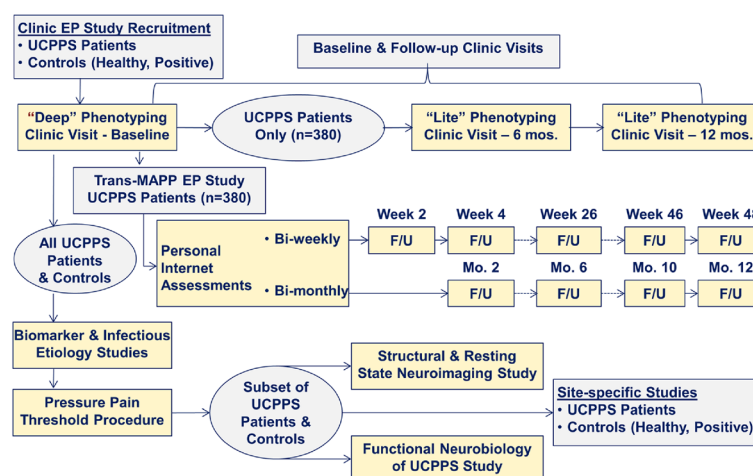 Clinic EP Study Recruitment
• UCPPS Patients
• Controls (Healthy, Positive)
Baseline & Follow-up Clinic Visits
“Deep” Phenotyping
Clinic Visit - Baseline
UCPPS Patients
Only (n=380)
“Lite” Phenotyping
Clinic Visit – 6 mos.
“Lite” Phenotyping
Clinic Visit – 12 mos.
Trans-MAPP EP Study
UCPPS Patients (n=380)
All UCPPS
Patients
& Controls
Personal
Internet
Assessments
• Bi-weekly
• Bi-monthly
Week 2
Week 4
Week 26
Week 46
Week 48
F/U
F/U
F/U
F/U
F/U
Mo. 2
Mo. 6
Mo. 10
Mo. 12
F/U
F/U
F/U
F/U
Biomarker & Infectious
Etiology Studies
Pressure Pain
Threshold Procedure
Subset of
UCPPS
Patients &
Controls
Structural & Resting
State Neuroimaging Study
Functional Neurobiology
of UCPPS Study
Site-specific Studies
• UCPPS Patients
• Controls (Healthy, Positive)